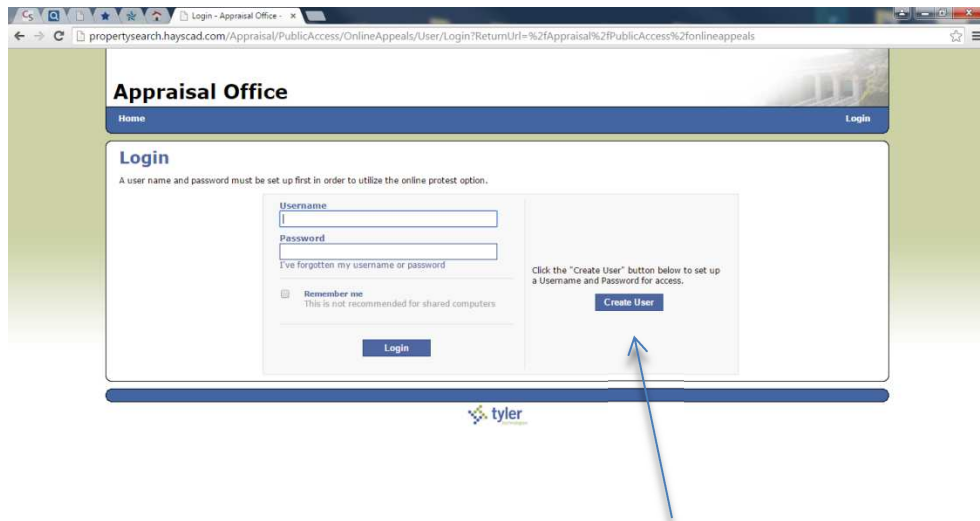 Login - Appraisal Office -
propertysearch.hayscad.com/Appraisal/PublicAccess/OnlineAppeals/User/Login?ReturnUrl=%2fAppraisal%2fPublicAccess%2fonlineappeals
Appraisal Office
Home
Login
Login
A user name and password must be set up first in order to utilize the online protest option.
Username
Password
I've forgotten my username or password
Remember me
This is not recommended for shared computers
Login
Click the "Create User" button below to set up
a Username and Password for access.
Create User
tyler